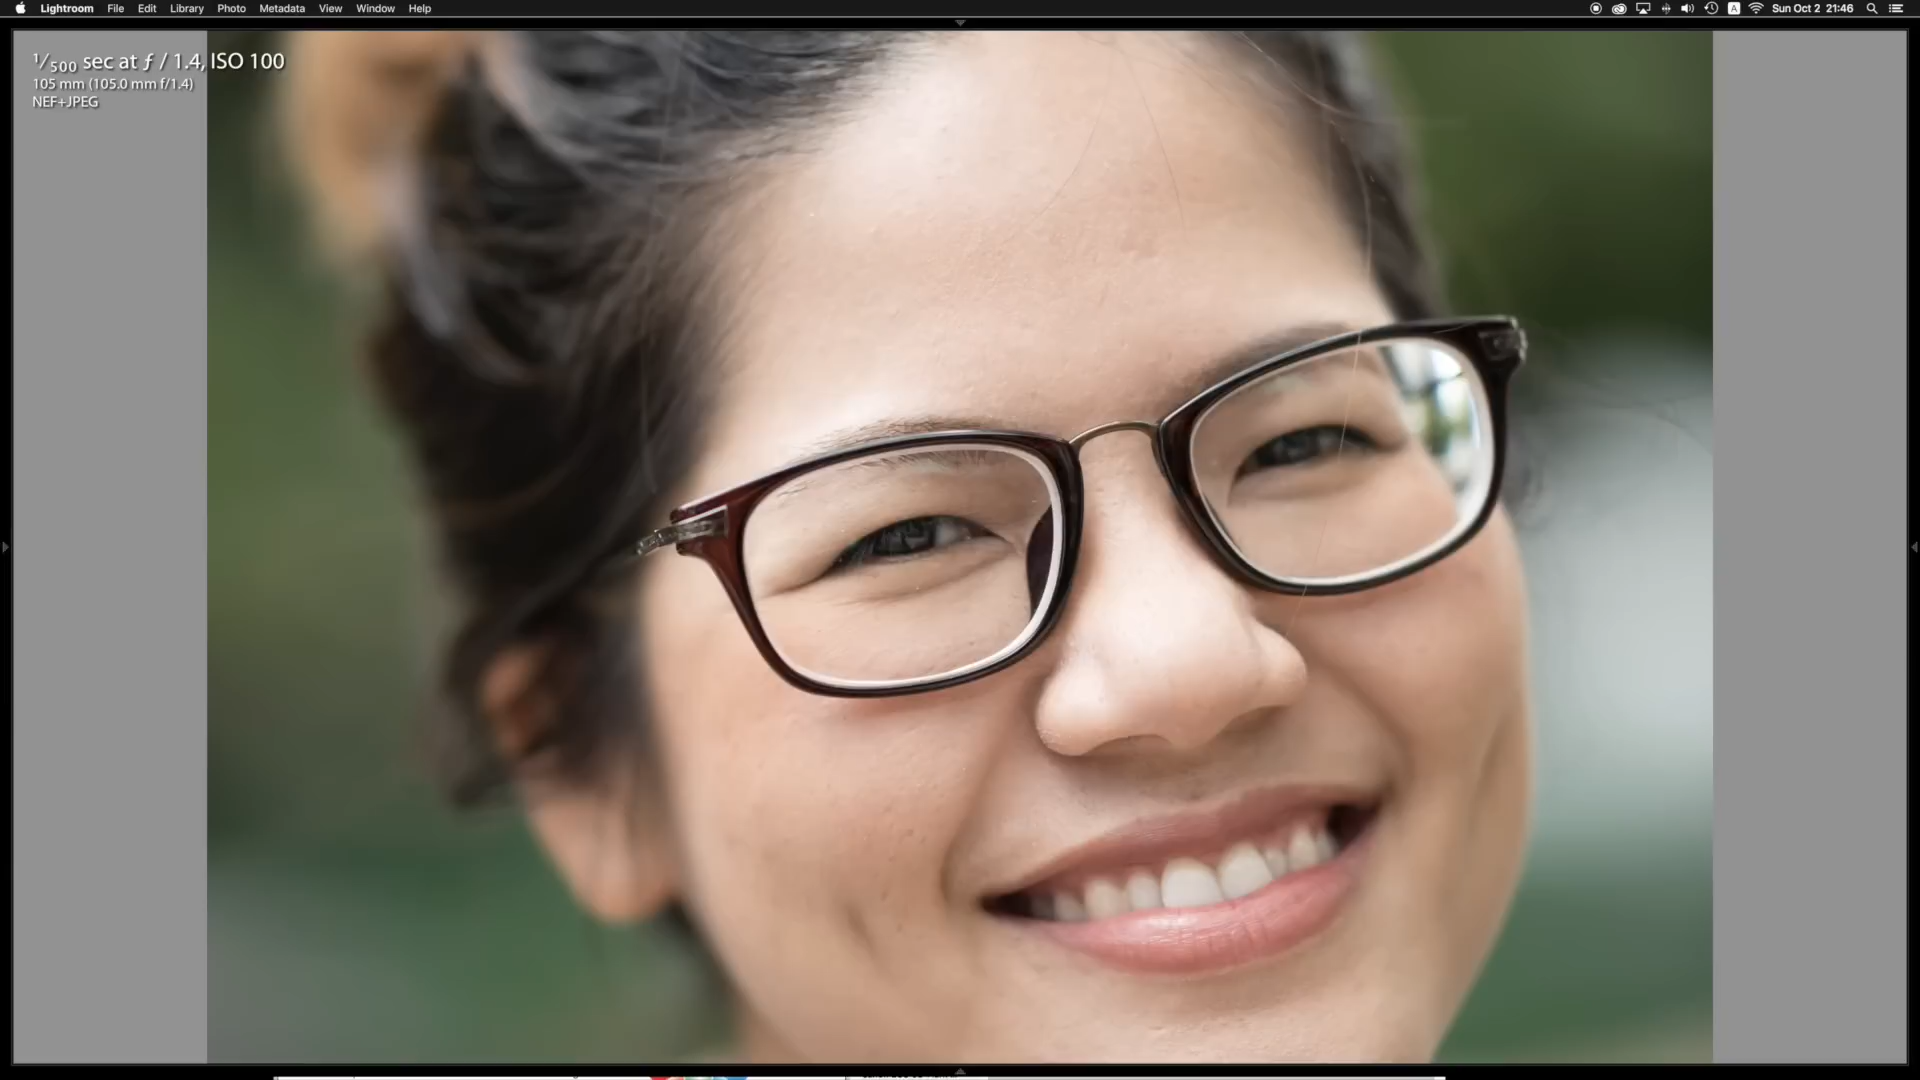 Lightroom File Edit Library Photo Metadata View Window Help A Sun Oct 2 21:46
1/500 sec at ƒ / 1.4, ISO 100
105 mm (105.0 mm f/1.4)
NEF+JPEG